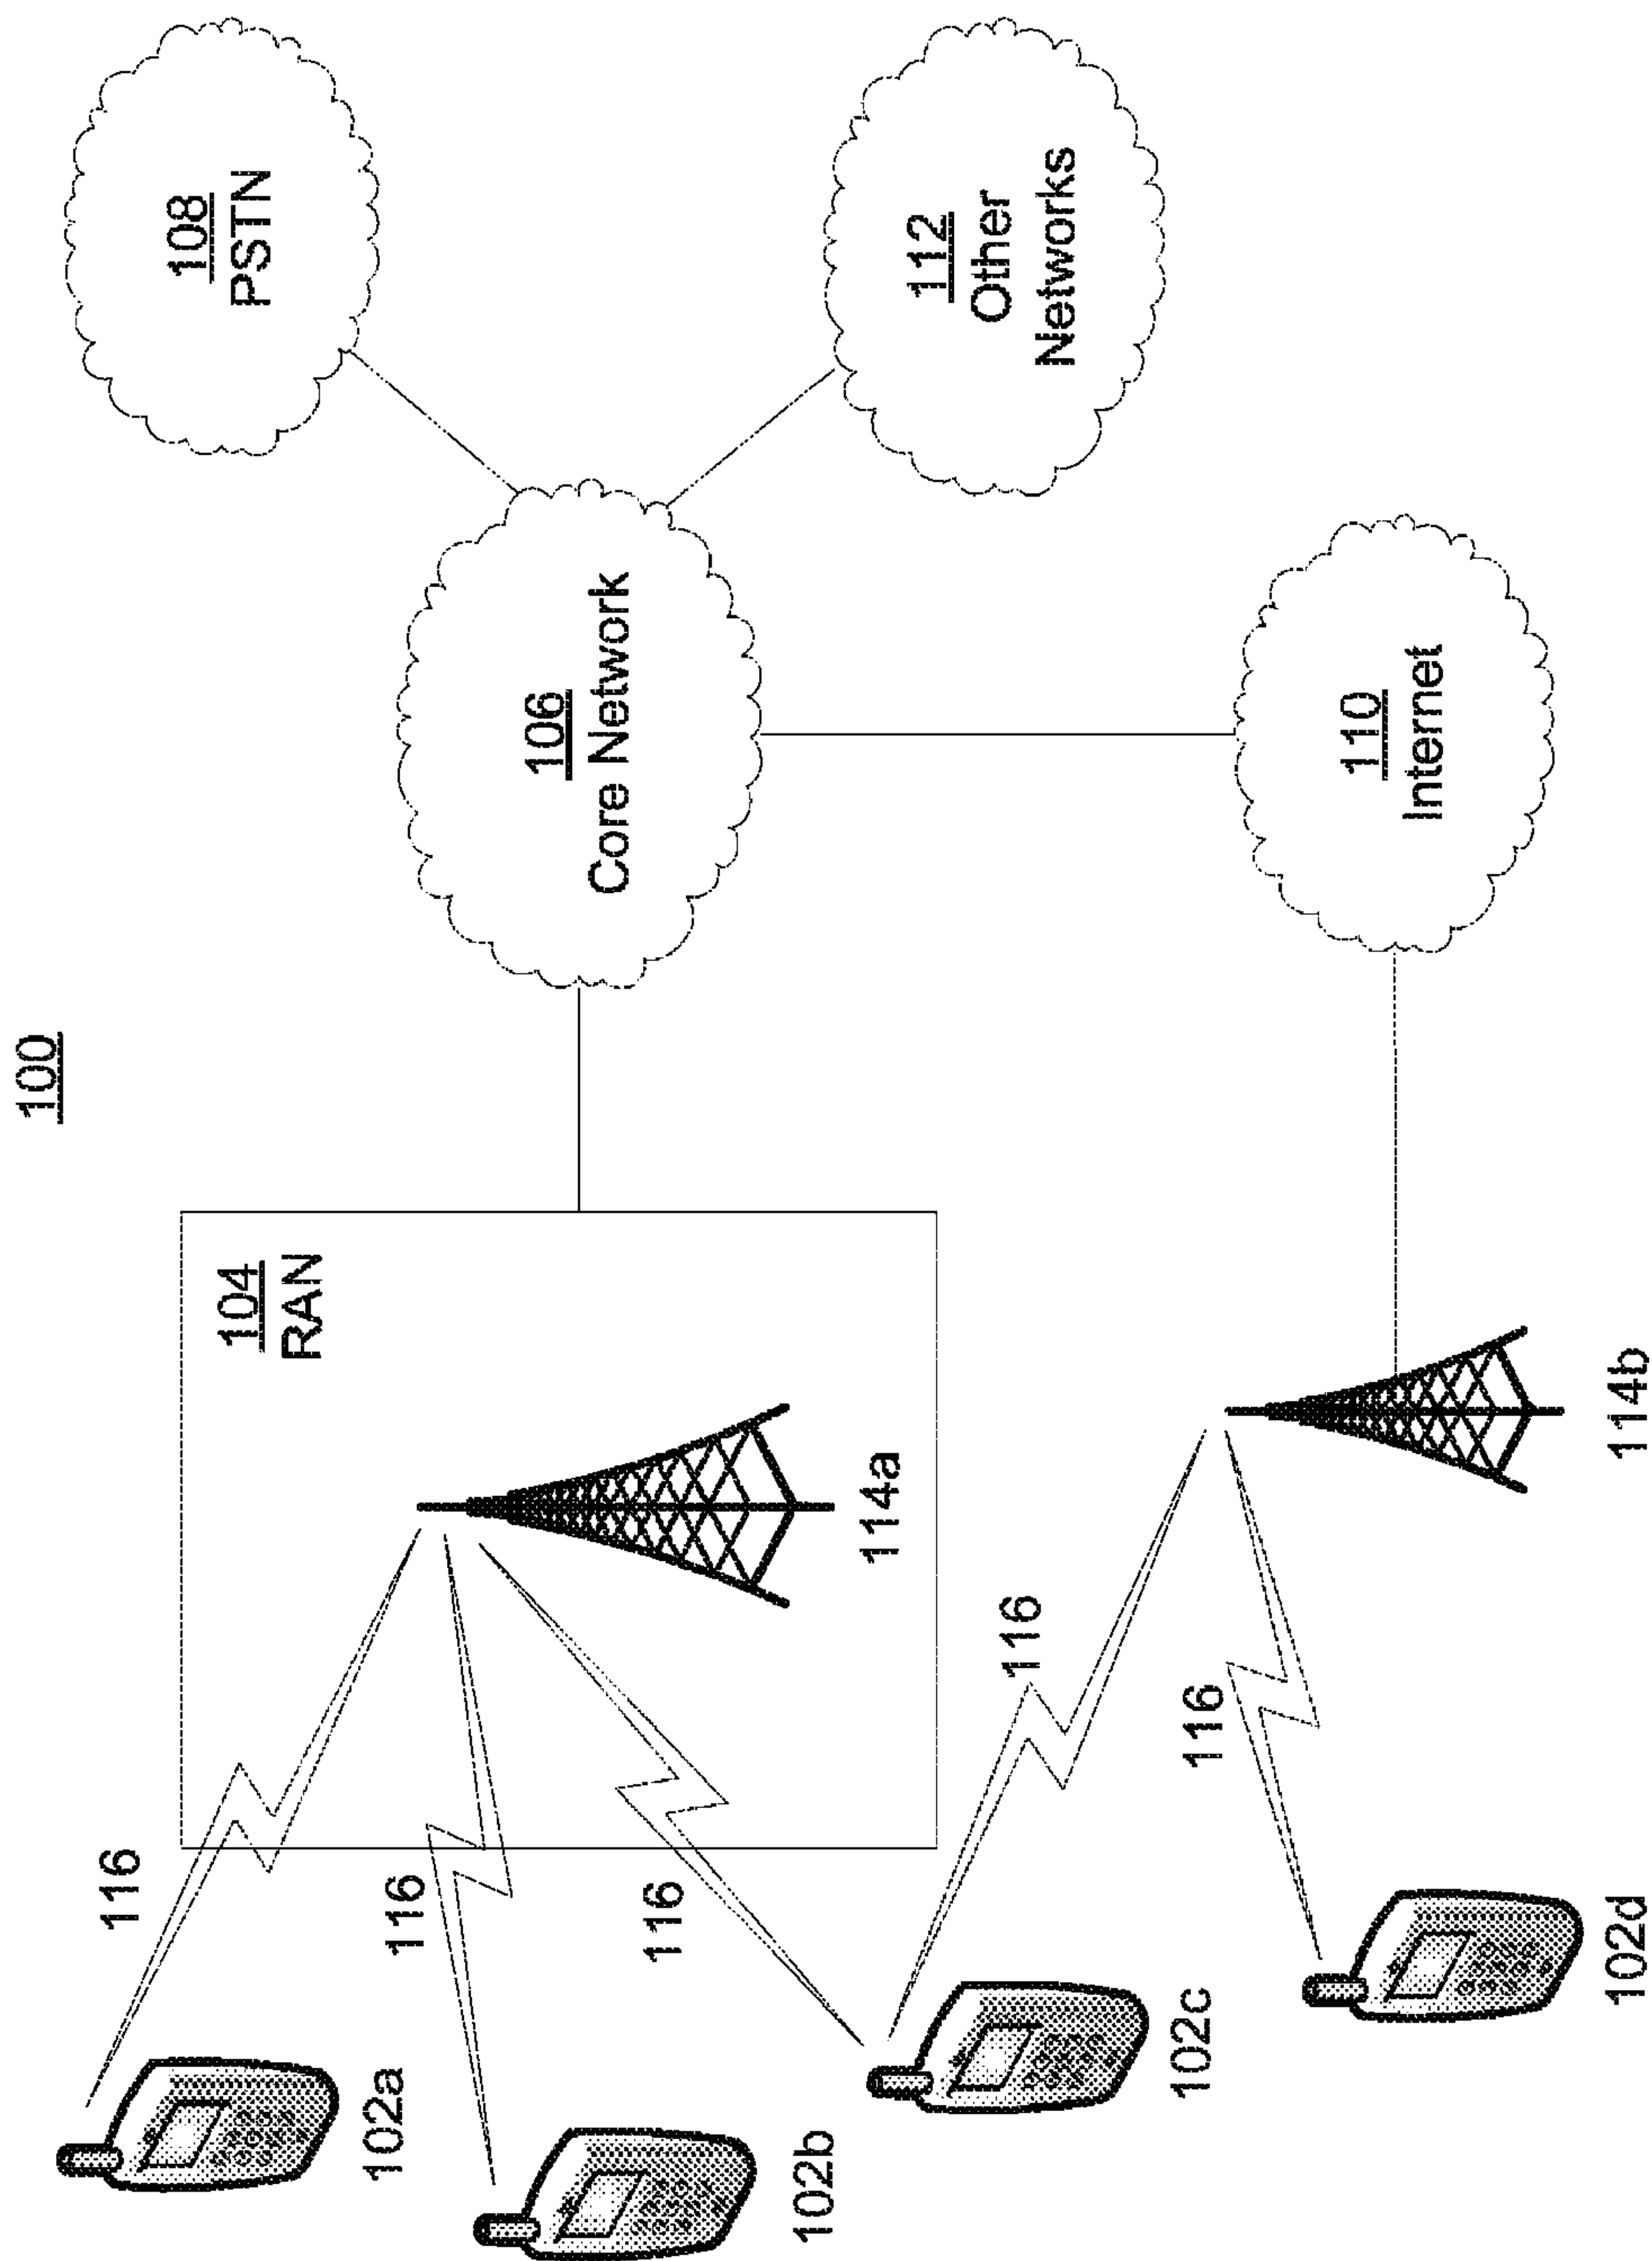 100
102a
116
104
RAN
114a
102b
116
116
102c
116
116
102d
114b
106
Core Network
108
PSTN
112
Other
Networks
110
Internet